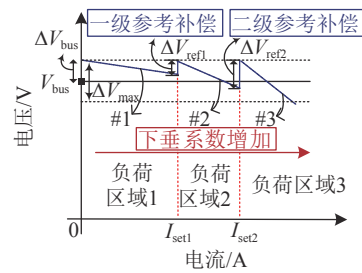 一级参考补偿 二级参考补偿
ΔVbus ΔVref1 ΔVref2
Vbus
ΔVmax
#1 #2 #3
下垂系数增加
负荷区域1 负荷区域2 负荷区域3
0 Iset1 Iset2
电压/V
电流/A